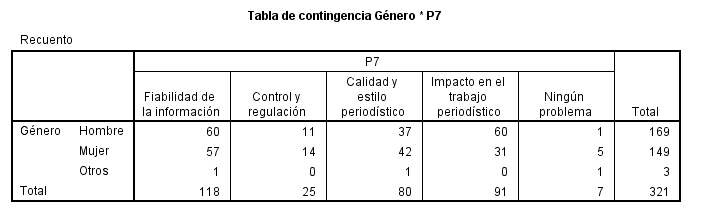 Tabla de contingencia Género * P7
Recuento
P7
Fiabilidad de la información Control y regulación Calidad y estilo periodístico Impacto en el trabajo periodístico Ningún problema Total
Género Hombre 60 11 37 60 1 169
Mujer 57 14 42 31 5 149
Otros 1 0 1 0 1 3
Total 118 25 80 91 7 321